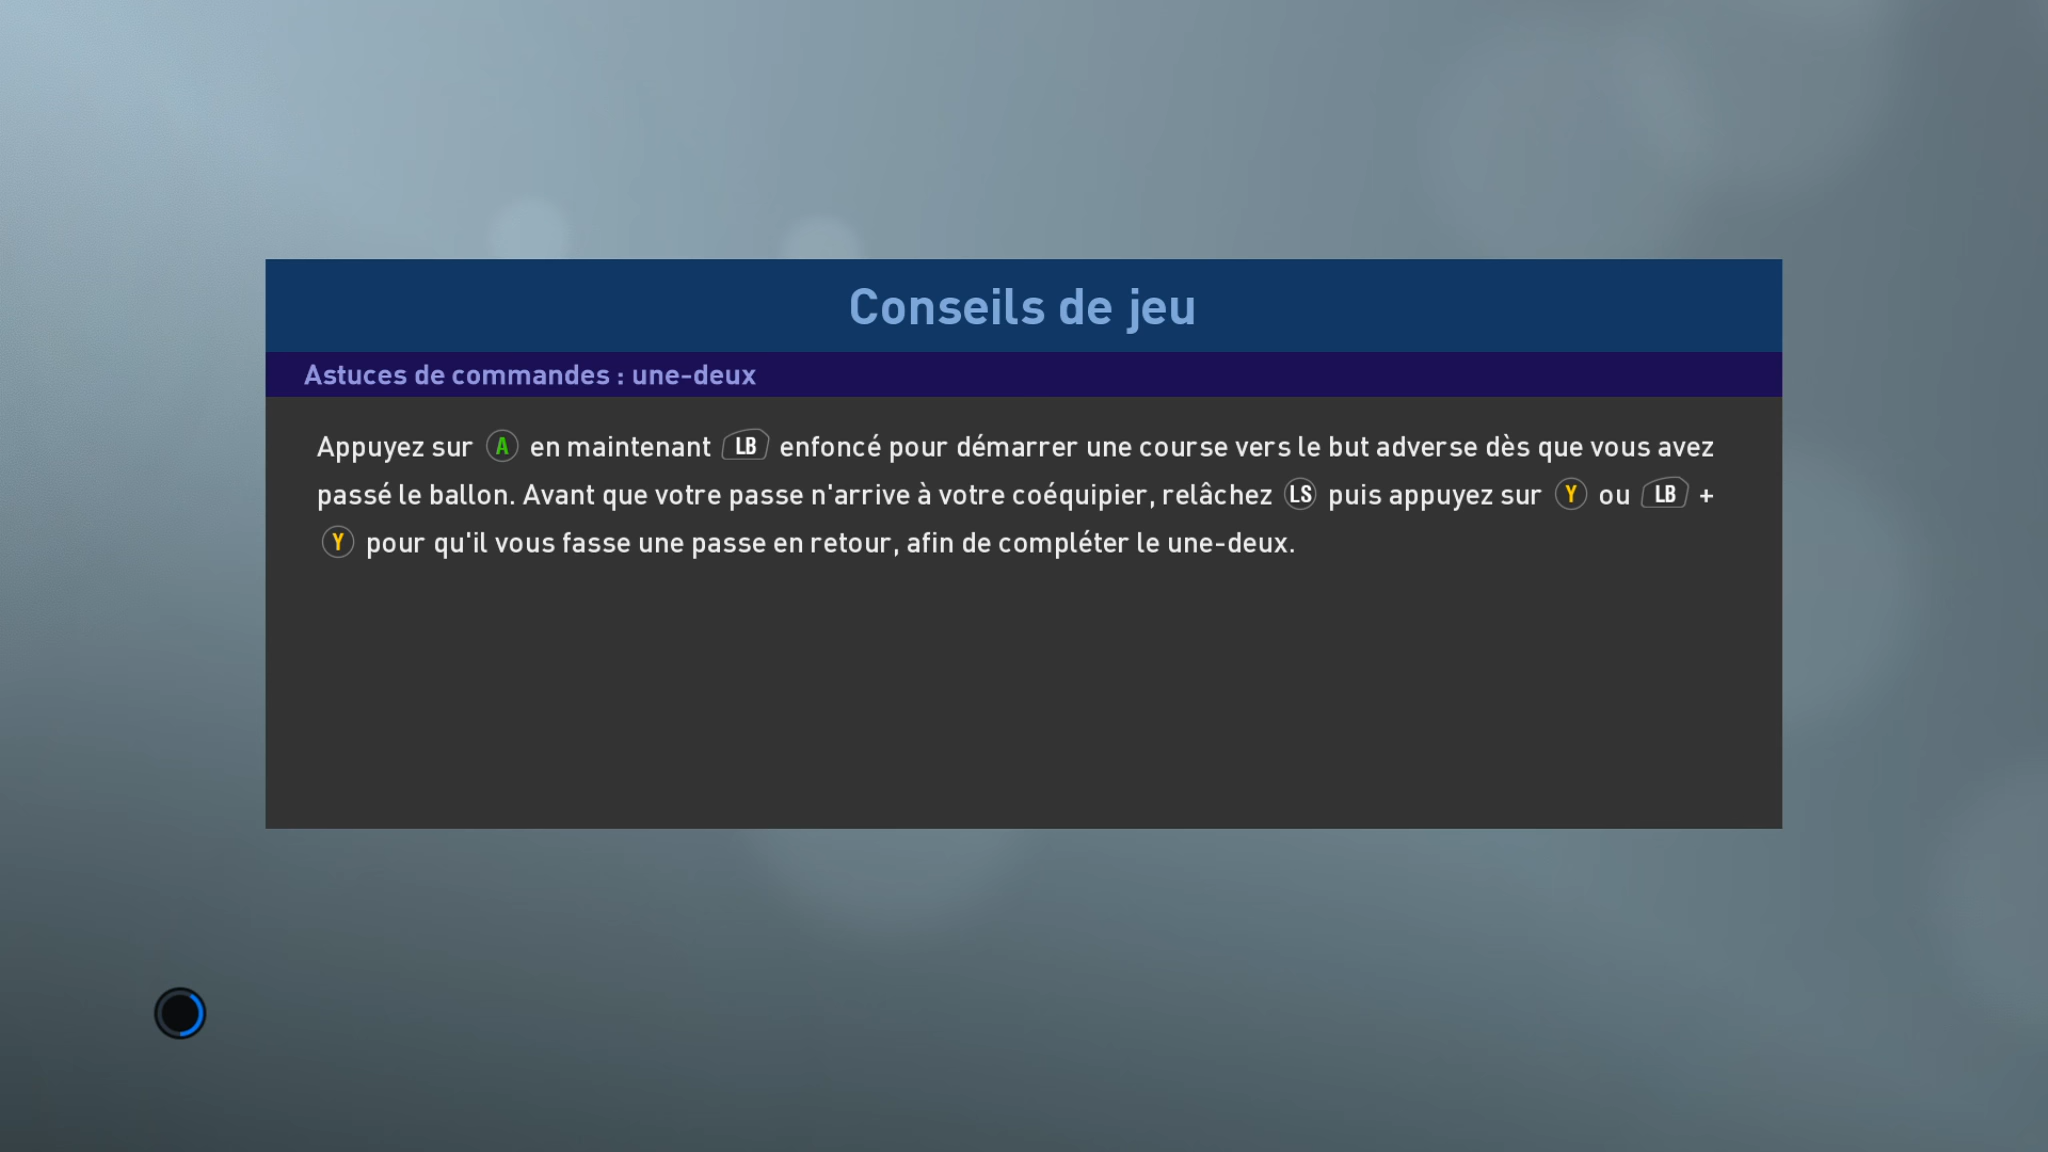 Conseils de jeu
Astuces de commandes : une-deux
Appuyez sur A en maintenant LB enfoncé pour démarrer une course vers le but adverse dès que vous avez
passé le ballon. Avant que votre passe n'arrive à votre coéquipier, relâchez LS puis appuyez sur Y ou LB +
Y pour qu'il vous fasse une passe en retour, afin de compléter le une-deux.